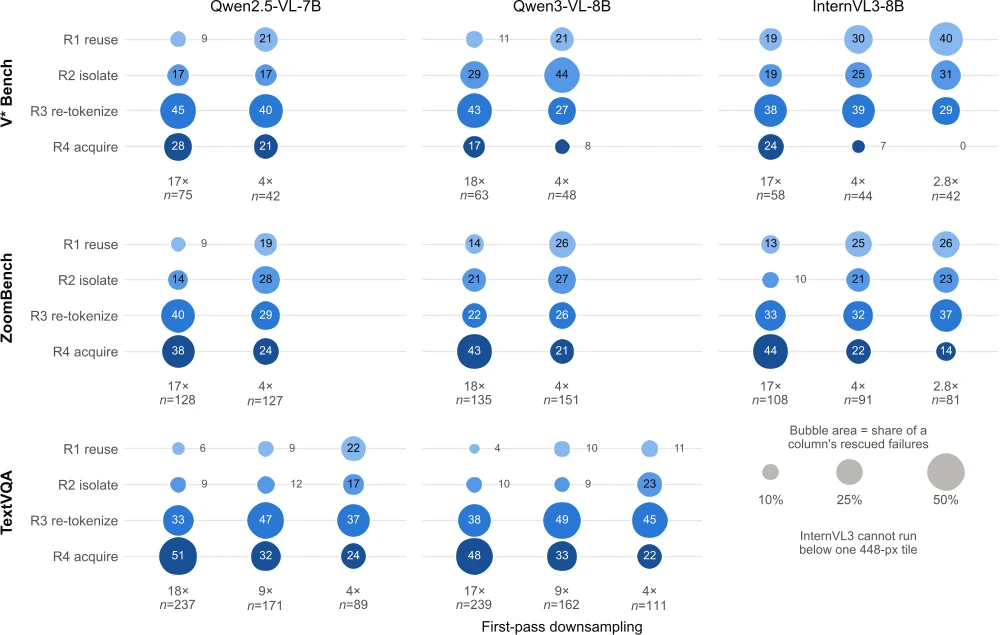 Qwen2.5-VL-7B Qwen3-VL-8B InternVL3-8B
V* Bench
R1 reuse 9 21 11 21 19 30 40
R2 isolate 17 17 29 44 19 25 31
R3 re-tokenize 45 40 43 27 38 39 29
R4 acquire 28 21 17 8 24 7 0
17× 4× 18× 4× 17× 4× 2.8×
n=75 n=42 n=63 n=48 n=58 n=44 n=42
ZoomBench
R1 reuse 9 19 14 26 13 25 26
R2 isolate 14 28 21 27 10 21 23
R3 re-tokenize 40 29 22 26 33 32 37
R4 acquire 38 24 43 21 44 22 14
17× 4× 18× 4× 17× 4× 2.8×
n=128 n=127 n=135 n=151 n=108 n=91 n=81
TextVQA
R1 reuse 6 9 22 4 10 11
R2 isolate 9 12 17 10 9 23
R3 re-tokenize 33 47 37 38 49 45
R4 acquire 51 32 24 48 33 22
18× 9× 4× 17× 9× 4×
n=237 n=171 n=89 n=239 n=162 n=111
Bubble area = share of a
column's rescued failures
10% 25% 50%
InternVL3 cannot run
below one 448-px tile
First-pass downsampling